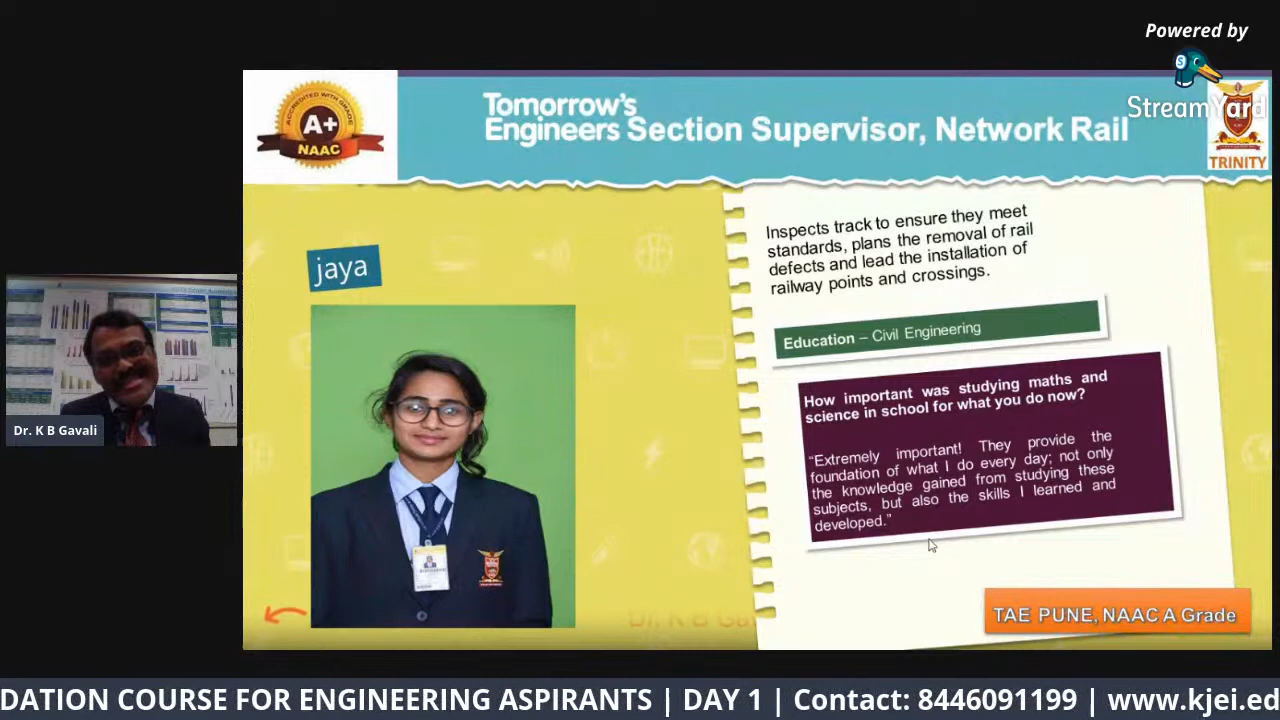 Powered by
StreamYard
ACCREDITED WITH GRADE
A+
NAAC
Tomorrow's
Engineers Section Supervisor, Network Rail
TRINITY
jaya
Inspects track to ensure they meet
standards, plans the removal of rail
defects and lead the installation of
railway points and crossings.
Education – Civil Engineering
How important was studying maths and
science in school for what you do now?
“Extremely important! They provide the
foundation of what I do every day; not only
the knowledge gained from studying these
subjects, but also the skills I learned and
developed.”
Dr. K B Gavali
Dr. K B Gav
TAE PUNE, NAAC A Grade
DATION COURSE FOR ENGINEERING ASPIRANTS | DAY 1 | Contact: 8446091199 | www.kjei.ed